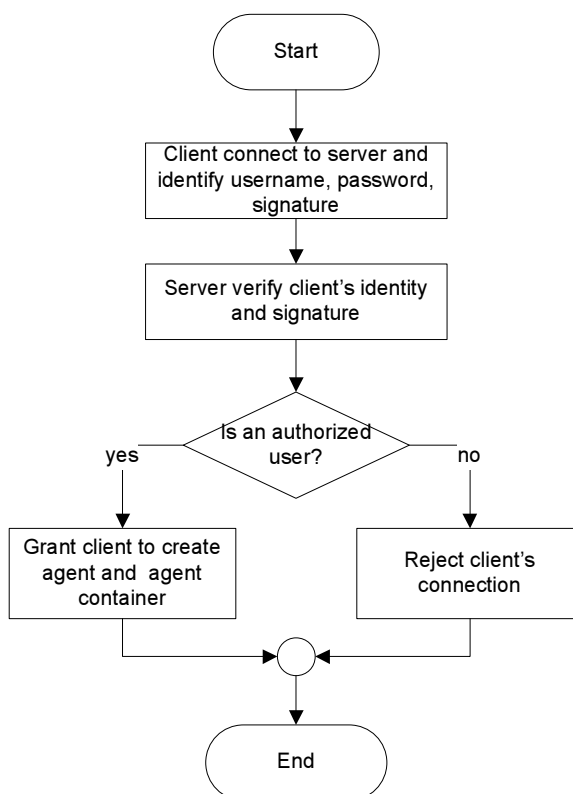 Start
Client connect to server and
identify username, password,
signature
Server verify client's identity
and signature
Is an authorized
user?
yes
no
Grant client to create
agent and  agent
container
Reject client's
connection
End